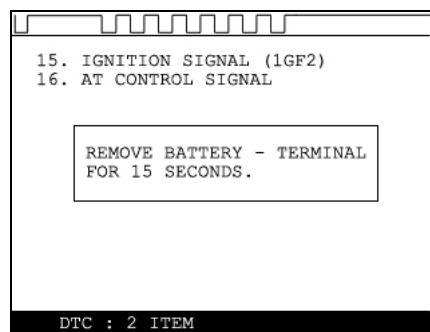 15. IGNITION SIGNAL (1GF2)
16. AT CONTROL SIGNAL
REMOVE BATTERY - TERMINAL
FOR 15 SECONDS.
DTC : 2 ITEM